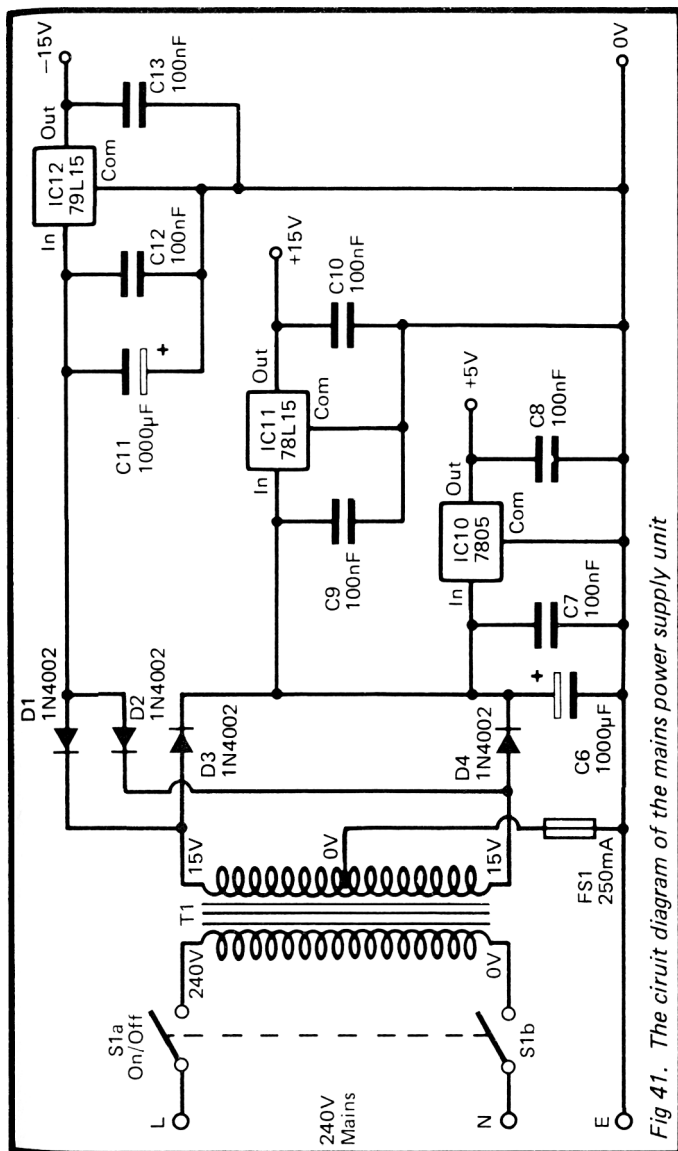 S1a
On/Off
L
240V
Mains
N
S1b
E
240V
0V
T1
15V
0V
15V
FS1
250mA
D1
1N4002
D2
1N4002
D3
1N4002
D4
1N4002
C6
1000µF
+
C7
100nF
In
IC10
7805
Out
Com
C8
100nF
+5V
C9
100nF
In
IC11
78L15
Out
Com
C10
100nF
+15V
C11
1000µF
+
C12
100nF
In
IC12
79L15
Out
Com
C13
100nF
−15V
0V
Fig 41. The ciruit diagram of the mains power supply unit